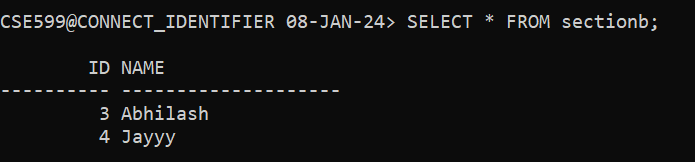 CSE599@CONNECT_IDENTIFIER 08-JAN-24> SELECT * FROM sectionb;
ID NAME
---------- --------------------
3 Abhilash
4 Jayyy